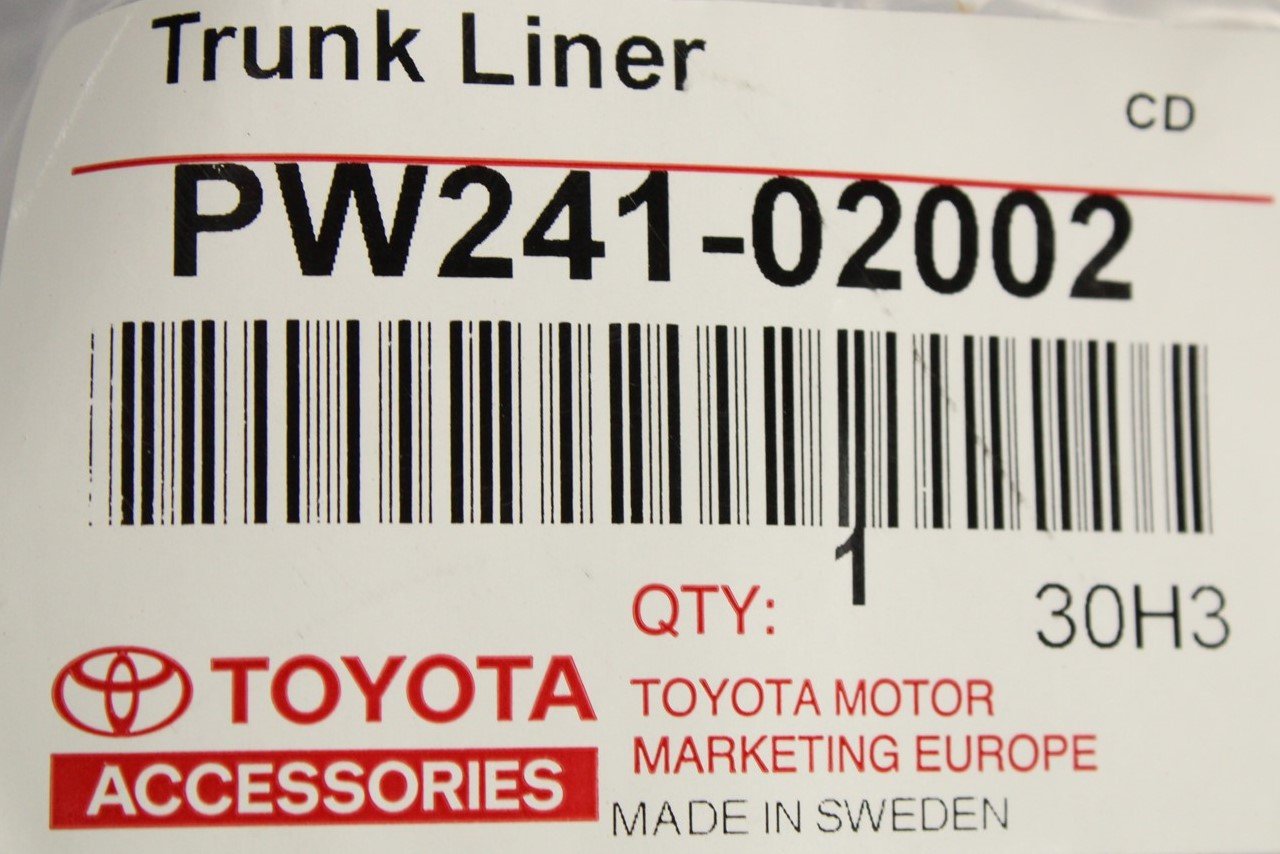 Trunk Liner
CD
PW241-02002
1
QTY:
30H3
TOYOTA
ACCESSORIES
TOYOTA MOTOR
MARKETING EUROPE
MADE IN SWEDEN